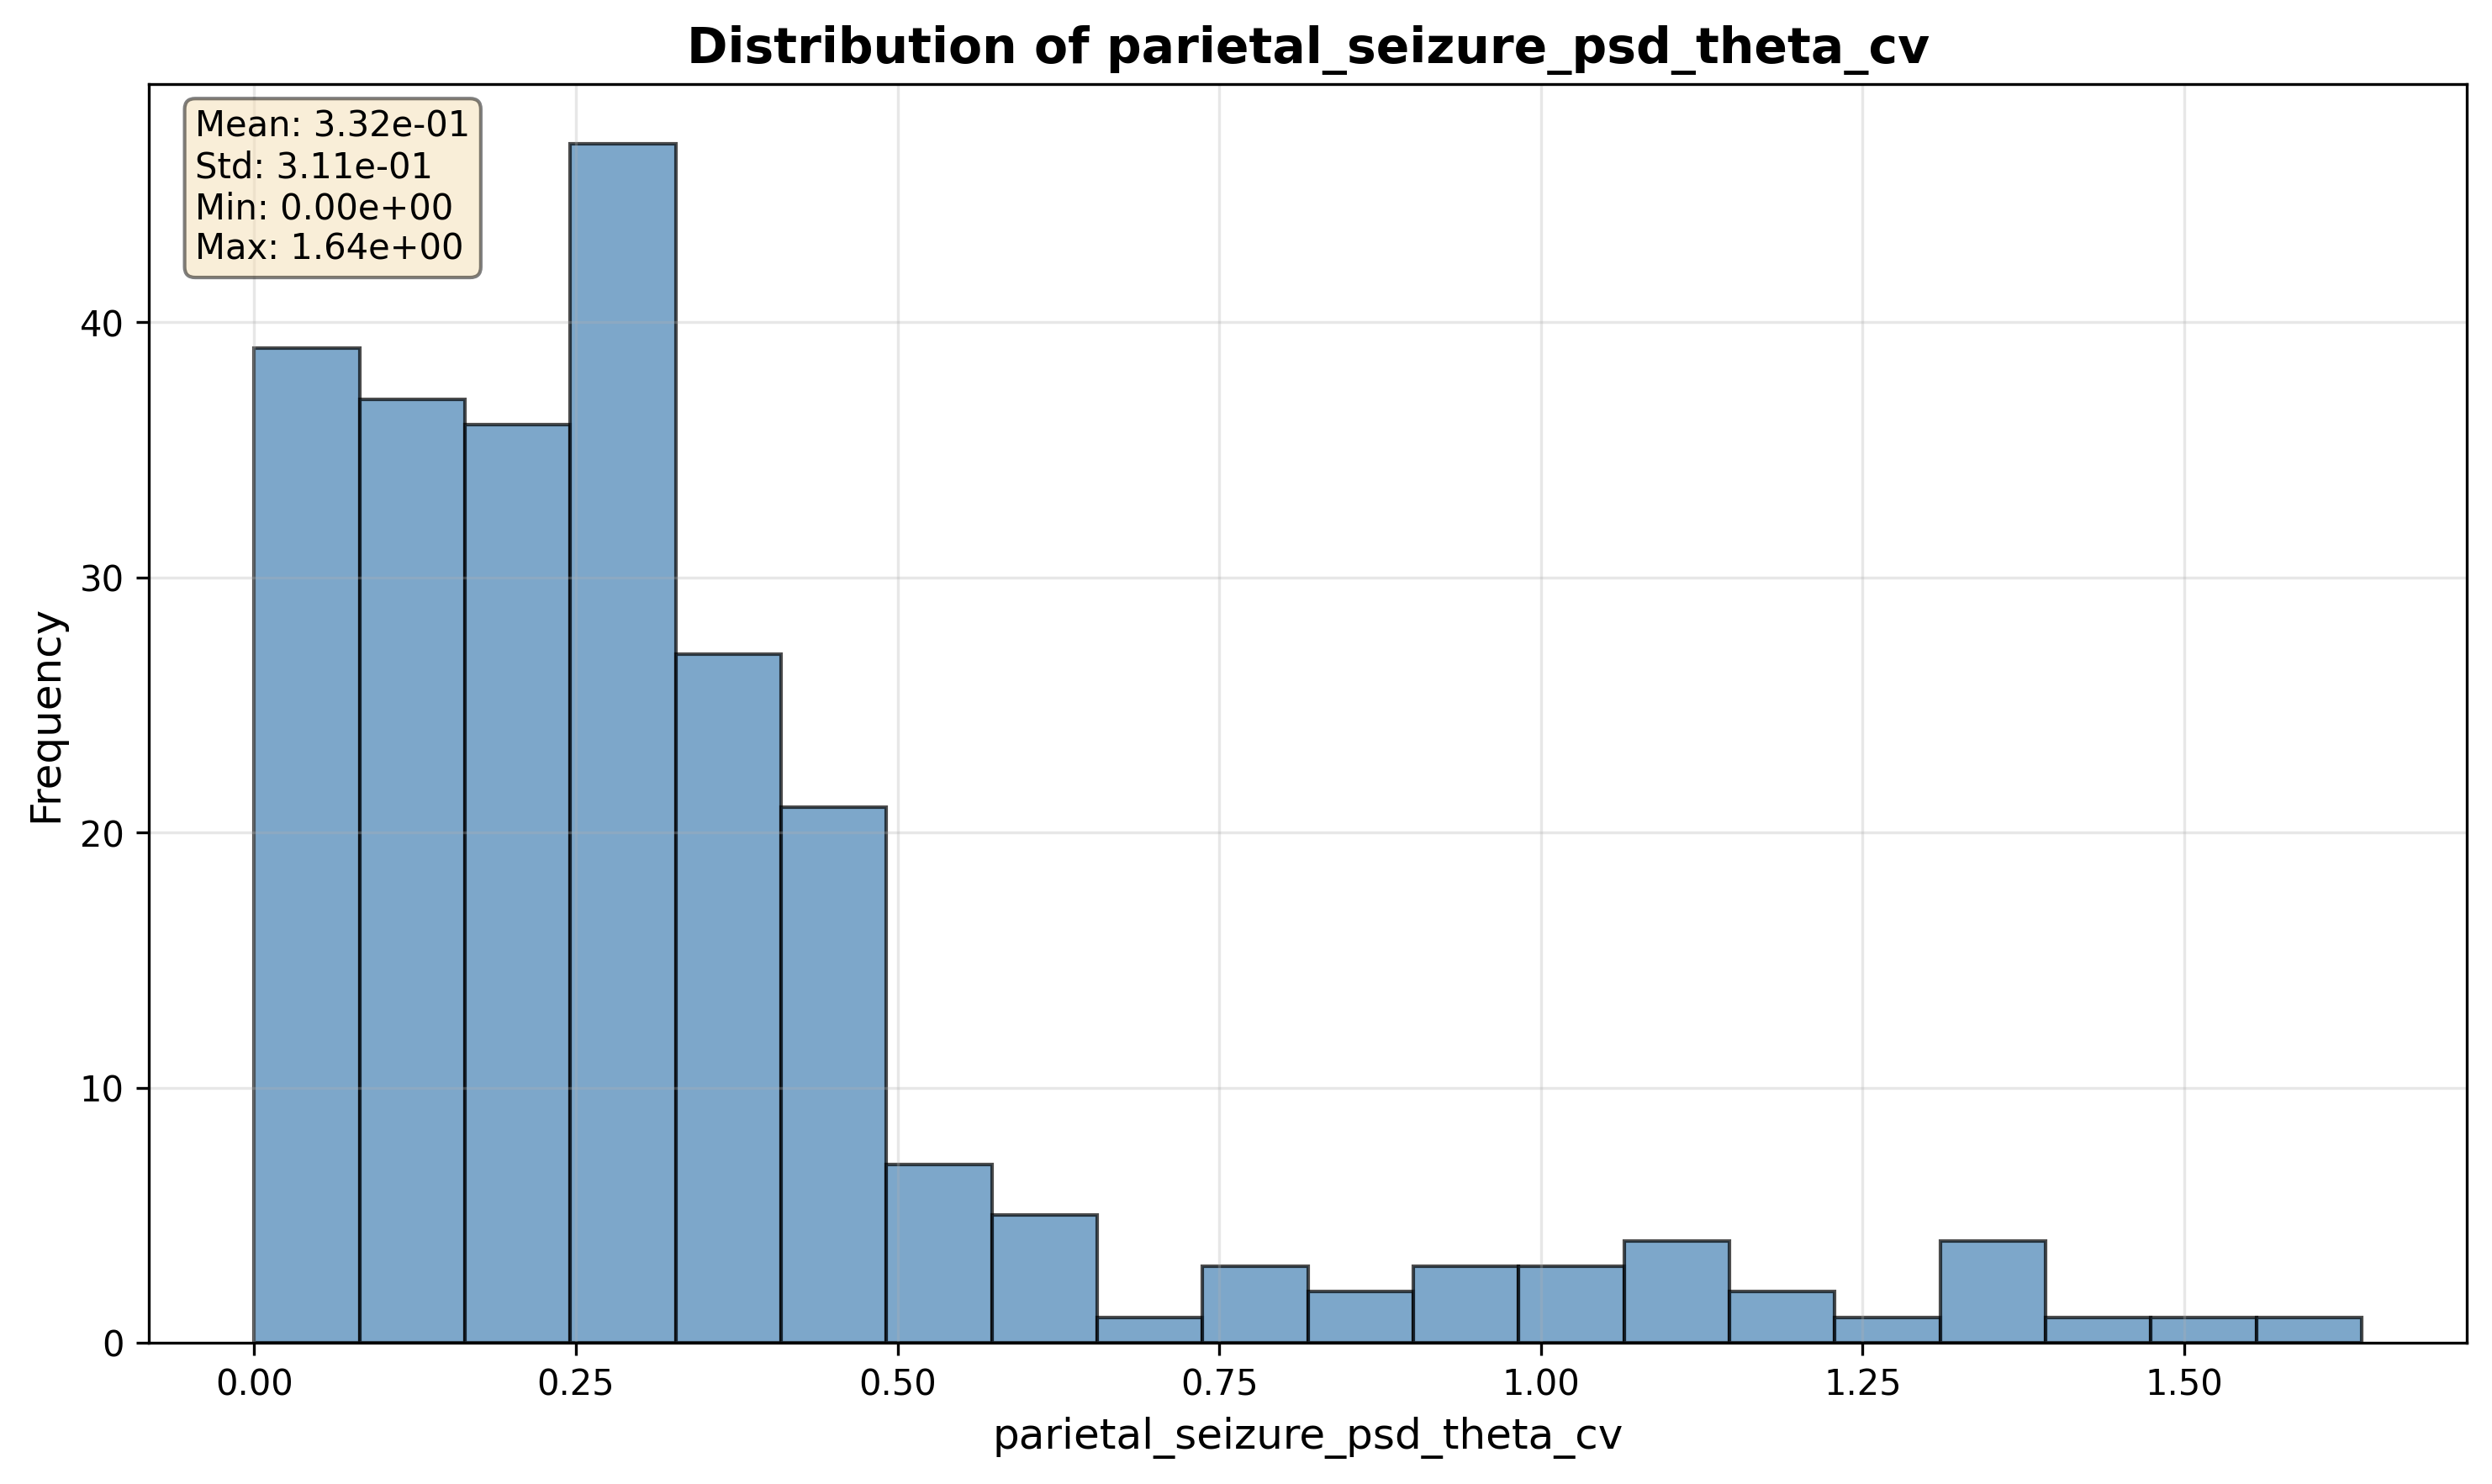 Distribution of parietal_seizure_psd_theta_cv
Mean: 3.32e-01
Std: 3.11e-01
Min: 0.00e+00
Max: 1.64e+00
40
30
20
10
0
Frequency
0.00
0.25
0.50
0.75
1.00
1.25
1.50
parietal_seizure_psd_theta_cv